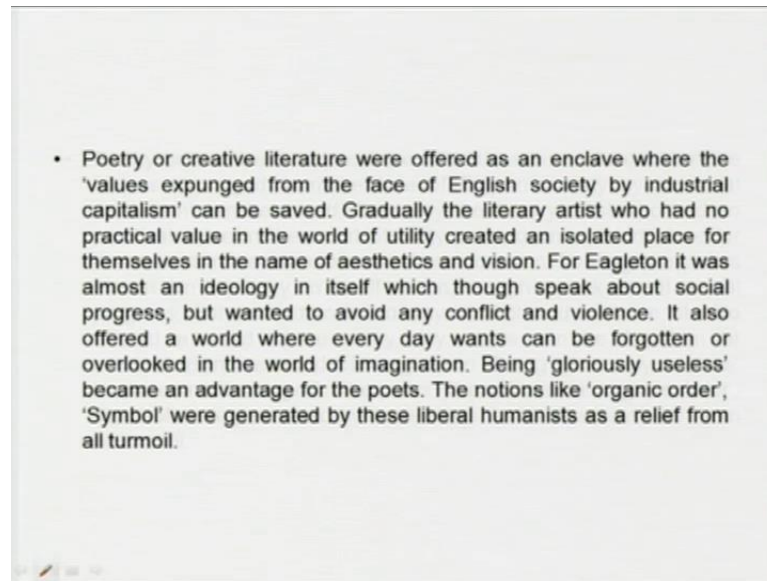 • Poetry or creative literature were offered as an enclave where the
'values expunged from the face of English society by industrial
capitalism' can be saved. Gradually the literary artist who had no
practical value in the world of utility created an isolated place for
themselves in the name of aesthetics and vision. For Eagleton it was
almost an ideology in itself which though speak about social
progress, but wanted to avoid any conflict and violence. It also
offered a world where every day wants can be forgotten or
overlooked in the world of imagination. Being 'gloriously useless'
became an advantage for the poets. The notions like 'organic order',
'Symbol' were generated by these liberal humanists as a relief from
all turmoil.